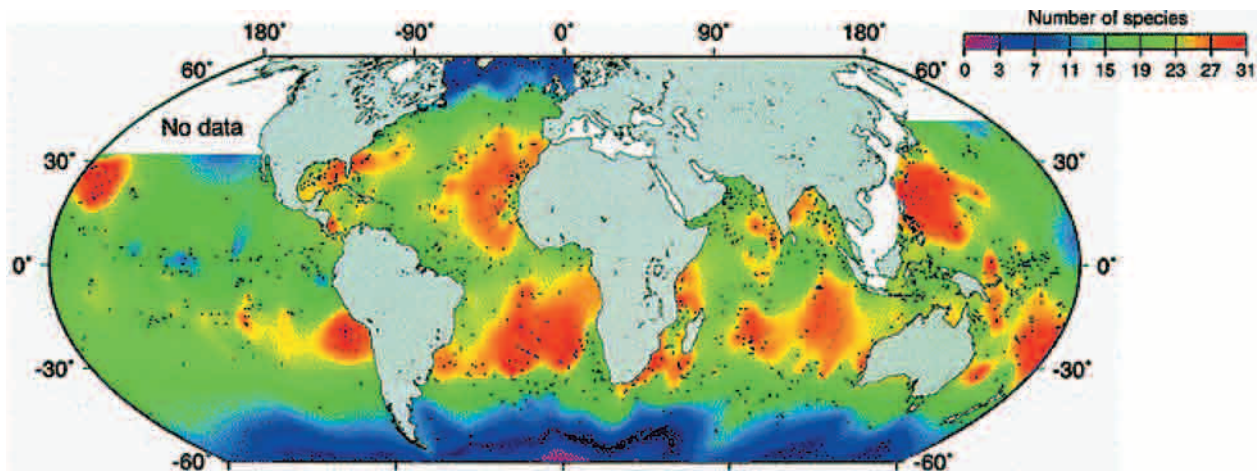 Number of species
180˚ -90˚ 0˚ 90˚ 180˚
0 3 7 11 15 19 23 27 31
60˚ 60˚
No data
30˚ 30˚
0˚ 0˚
-30˚ -30˚
-60˚ -60˚